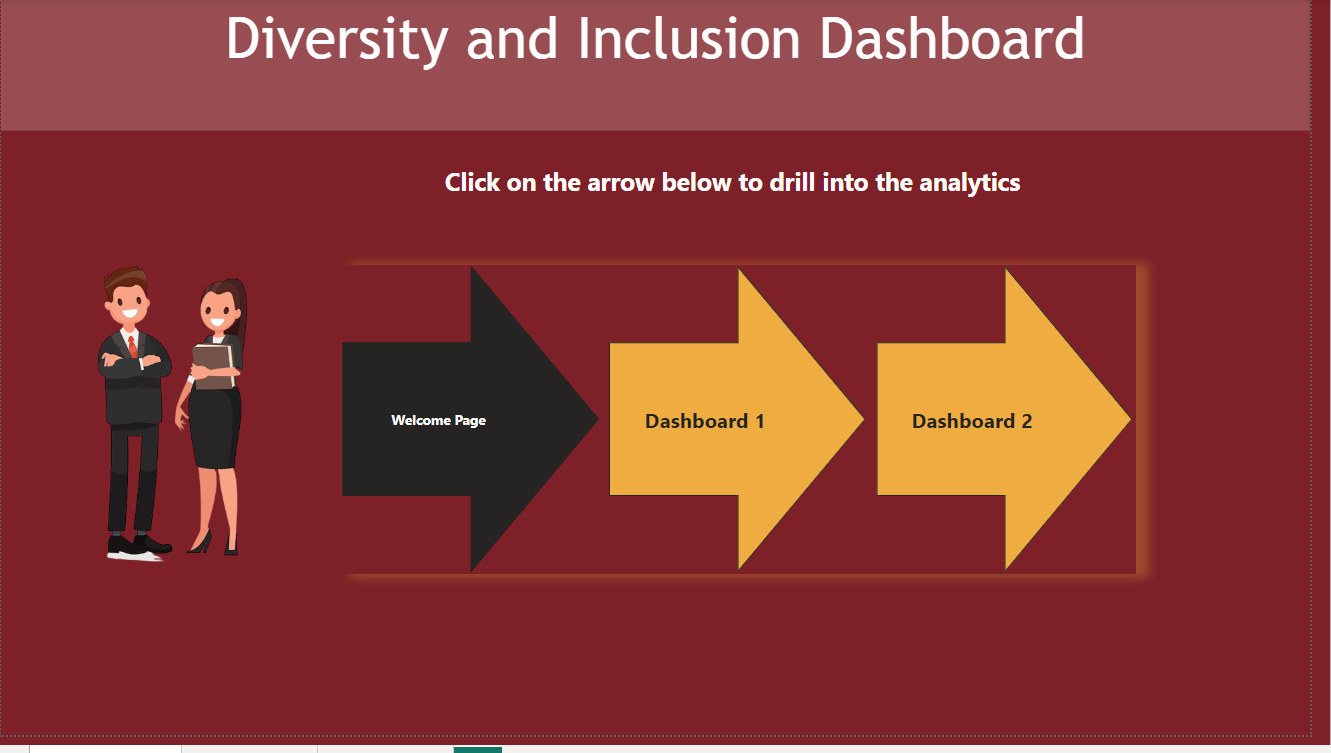 Diversity and Inclusion Dashboard
Click on the arrow below to drill into the analytics
Welcome Page
Dashboard 1
Dashboard 2